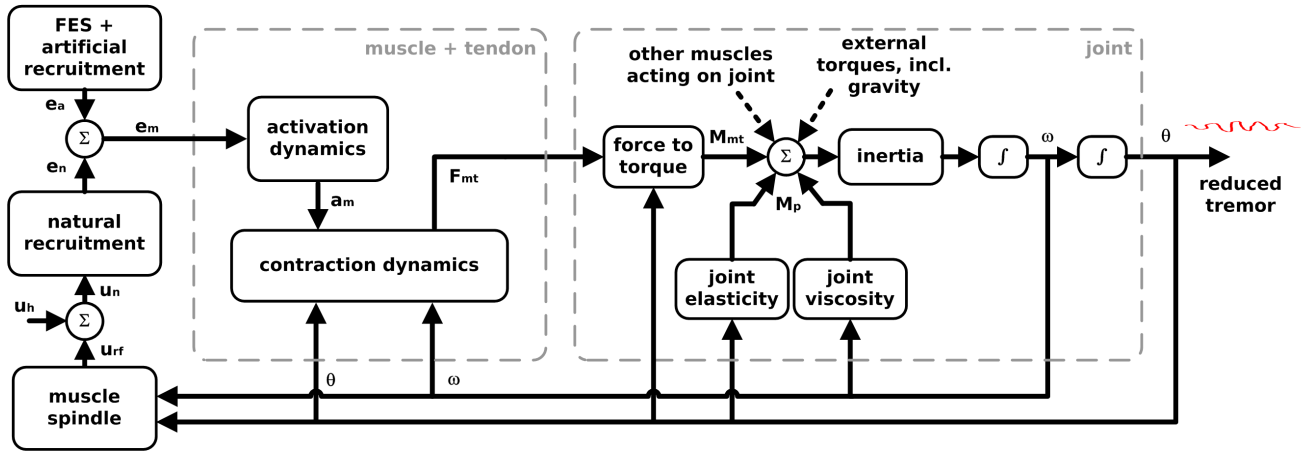 FES +
artificial
recruitment
muscle + tendon
joint
other muscles
acting on joint
external
torques, incl.
gravity
eₐ
Σ
eₘ
eₙ
activation
dynamics
force to
torque
Mₘₜ
Σ
inertia
∫
ω
∫
θ
reduced
tremor
Fₘₜ
aₘ
Mₚ
natural
recruitment
contraction dynamics
joint
elasticity
joint
viscosity
uₙ
uₕ
Σ
u_rf
θ
ω
muscle
spindle